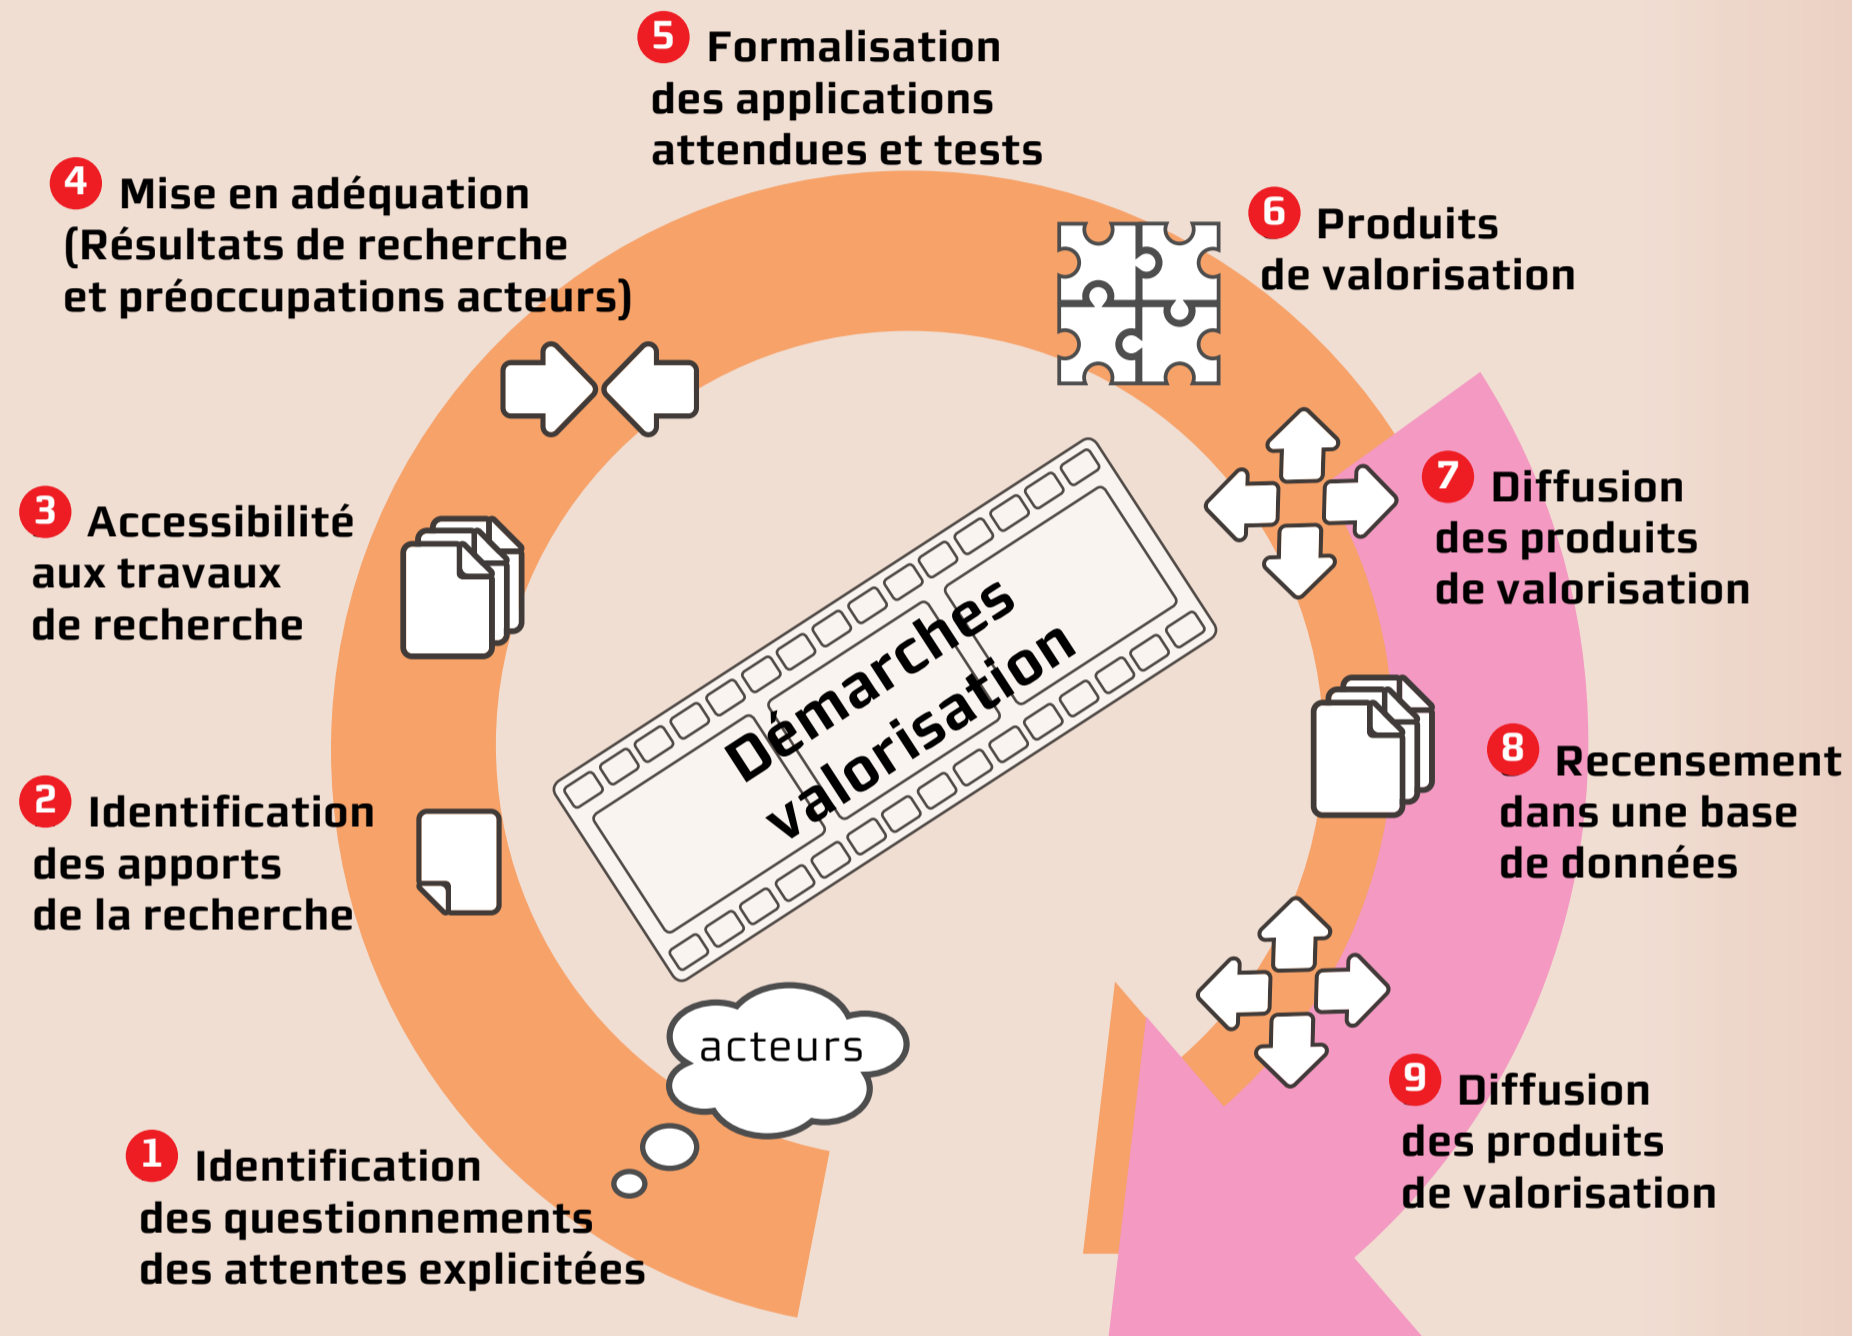 1 Identification
des questionnements
des attentes explicitées
2 Identification
des apports
de la recherche
3 Accessibilité
aux travaux
de recherche
4 Mise en adéquation
(Résultats de recherche
et préoccupations acteurs)
5 Formalisation
des applications
attendues et tests
6 Produits
de valorisation
7 Diffusion
des produits
de valorisation
8 Recensement
dans une base
de données
9 Diffusion
des produits
de valorisation
Démarches
valorisation
acteurs